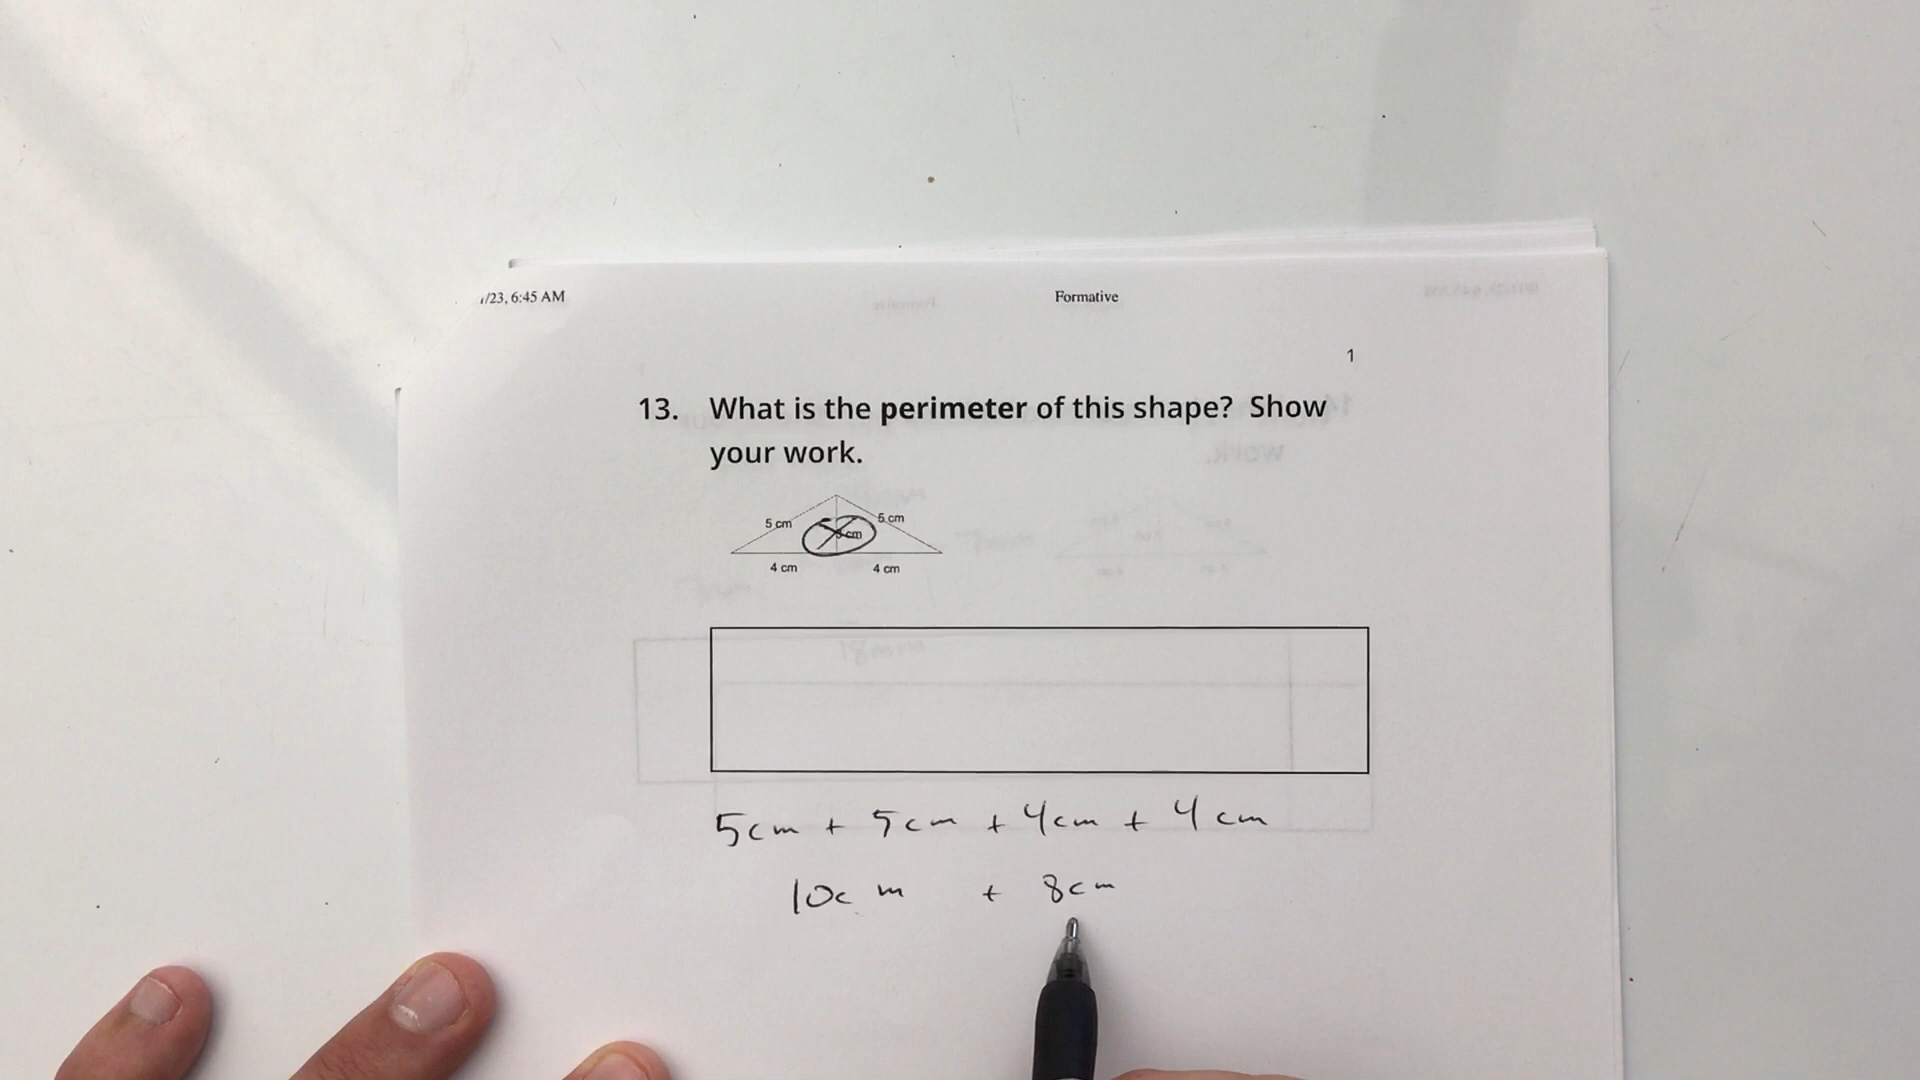 /23, 6:45 AM
Formative
1
13. What is the perimeter of this shape? Show
your work.
5 cm
5 cm
cm
4 cm
4 cm
5cm + 5cm + 4cm + 4cm
10cm + 8cm